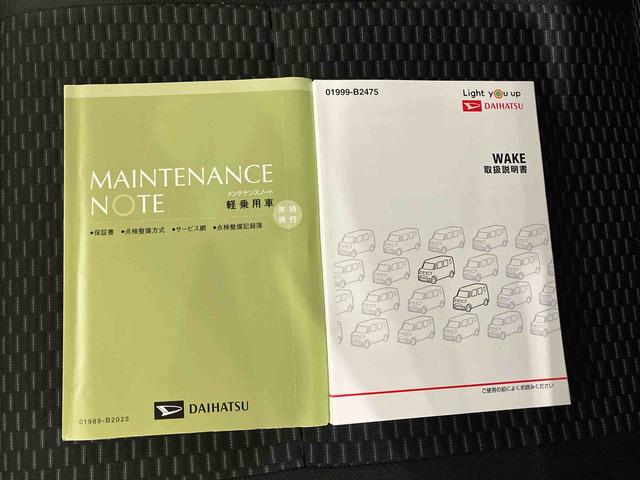 MAINTENANCE
NOTE
メンテナンスノート
軽乗用車
常時
携行
●保証書 ●点検整備方式 ●サービス網 ●点検整備記録簿
DAIHATSU
01989-B2025
01999-B2475
Light you up
DAIHATSU
WAKE
取扱説明書
ご使用の前によくお読みください